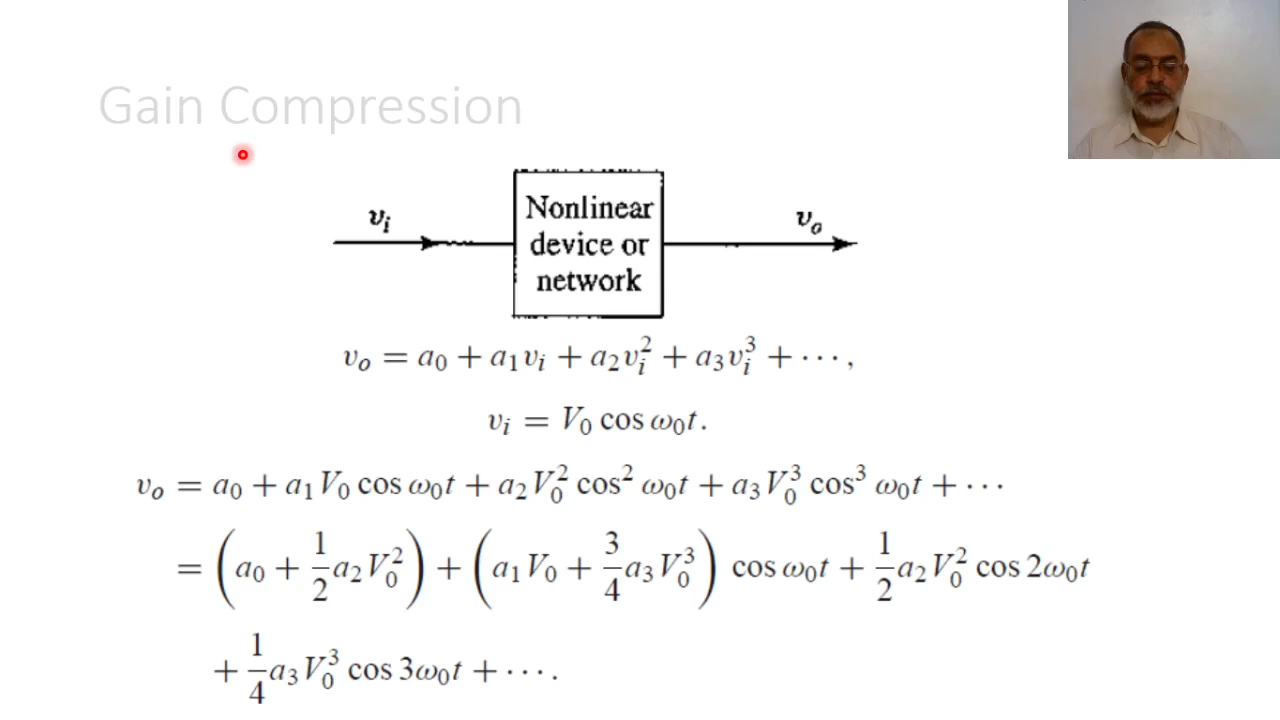 Gain Compression
v_i
Nonlinear
device or
network
v_o
v_o = a_0 + a_1 v_i + a_2 v_i^2 + a_3 v_i^3 + ⋯ ,
v_i = V_0 cos ω_0 t.
v_o = a_0 + a_1 V_0 cos ω_0 t + a_2 V_0^2 cos^2 ω_0 t + a_3 V_0^3 cos^3 ω_0 t + ⋯
= (a_0 + 1/2 a_2 V_0^2) + (a_1 V_0 + 3/4 a_3 V_0^3) cos ω_0 t + 1/2 a_2 V_0^2 cos 2ω_0 t
+ 1/4 a_3 V_0^3 cos 3ω_0 t + ⋯ .